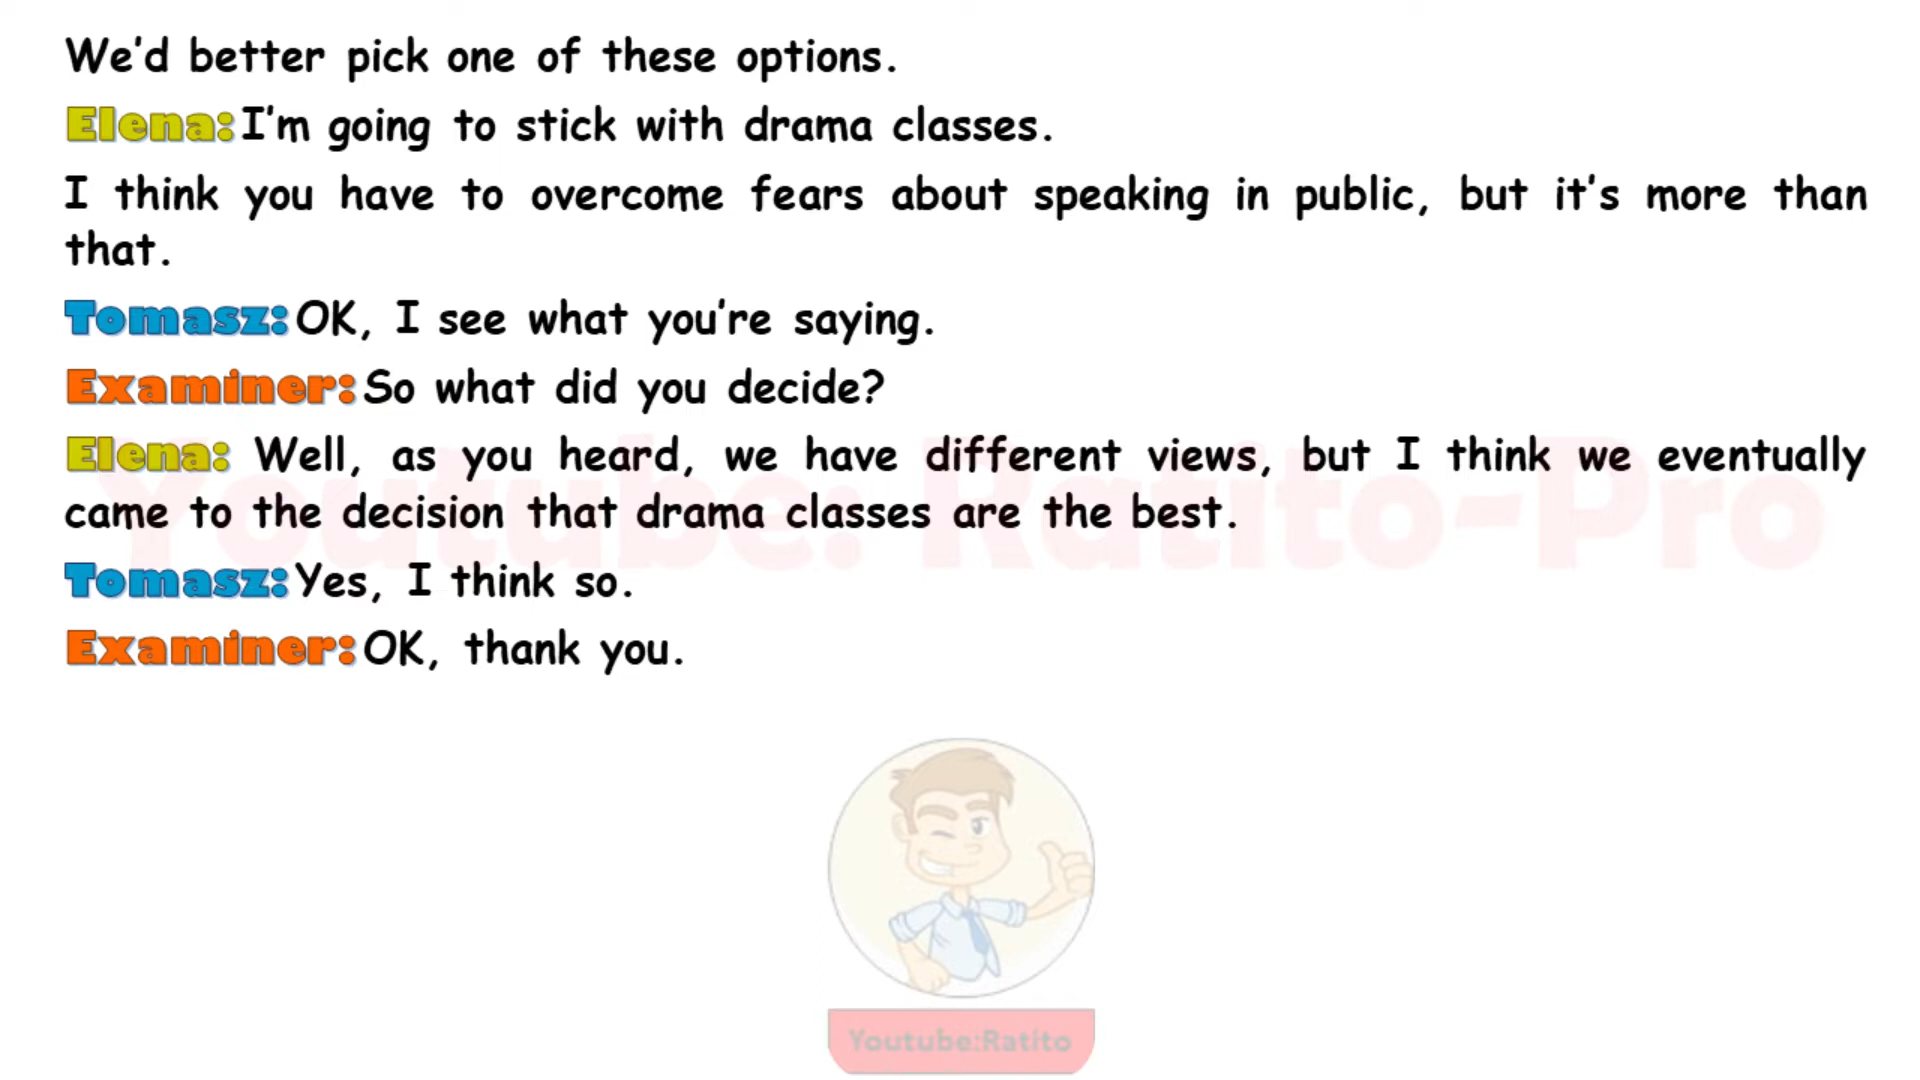 We'd better pick one of these options.
Elena: I'm going to stick with drama classes.
I think you have to overcome fears about speaking in public, but it's more than
that.
Tomasz: OK, I see what you're saying.
Examiner: So what did you decide?
Elena: Well, as you heard, we have different views, but I think we eventually
came to the decision that drama classes are the best.
Youtube: Ratito-Pro
Tomasz: Yes, I think so.
Examiner: OK, thank you.
Youtube:Ratito